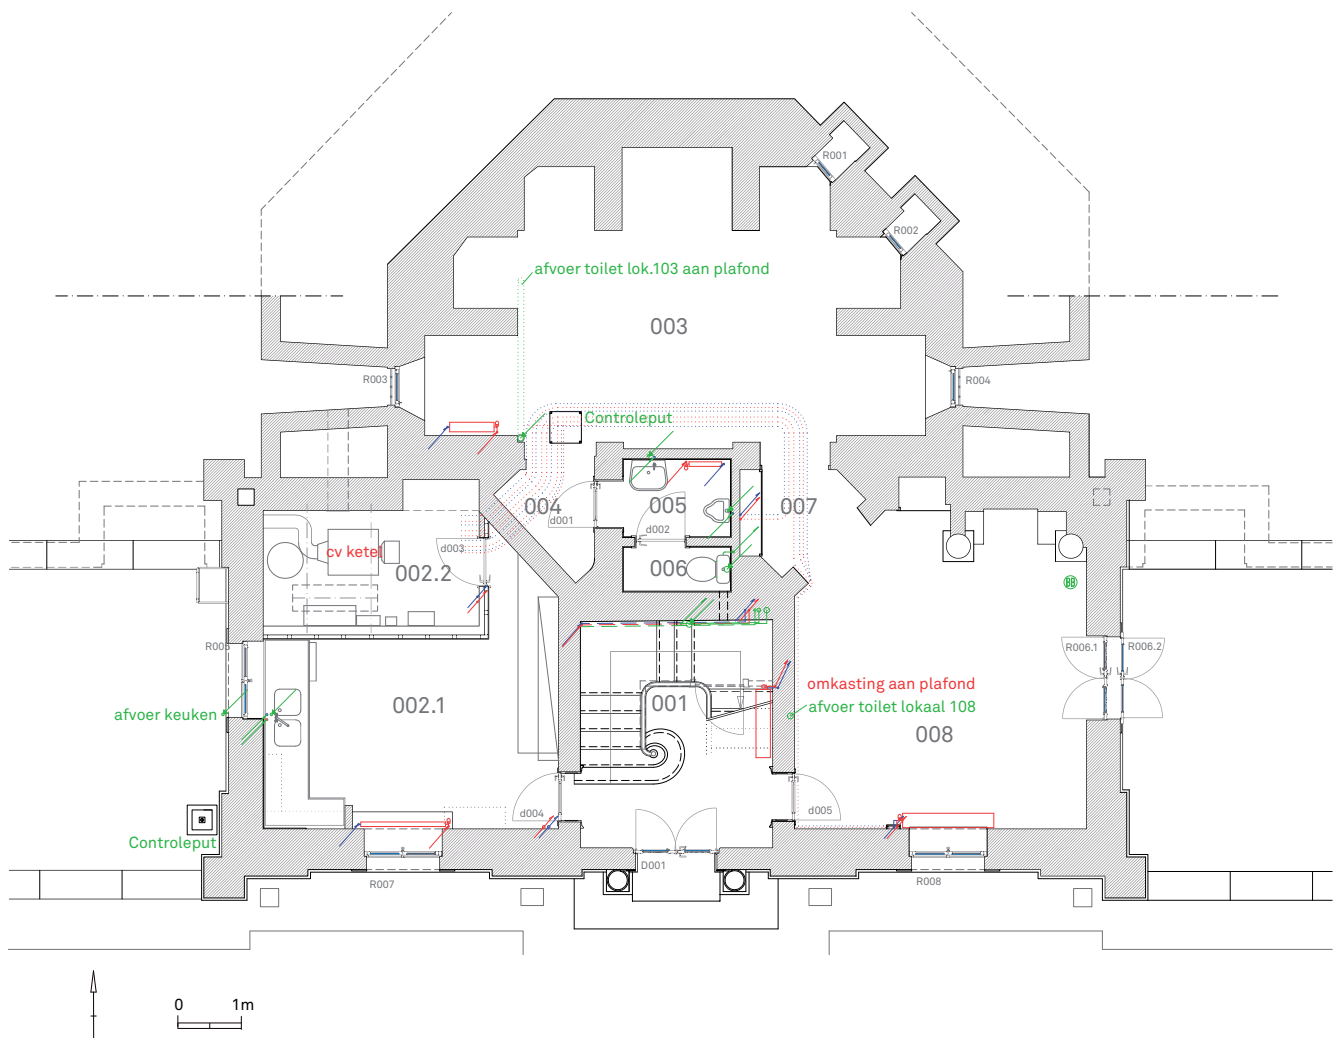 R001
R002
afvoer toilet lok.103 aan plafond
003
R003
R004
Controleput
004
005
007
d001
d002
cv ketel
d003
002.2
006
R005
R006.1
R006.2
omkasting aan plafond
afvoer keuken
002.1
001
afvoer toilet lokaal 108
008
d004
d005
Controleput
D001
R007
R008
0 1m